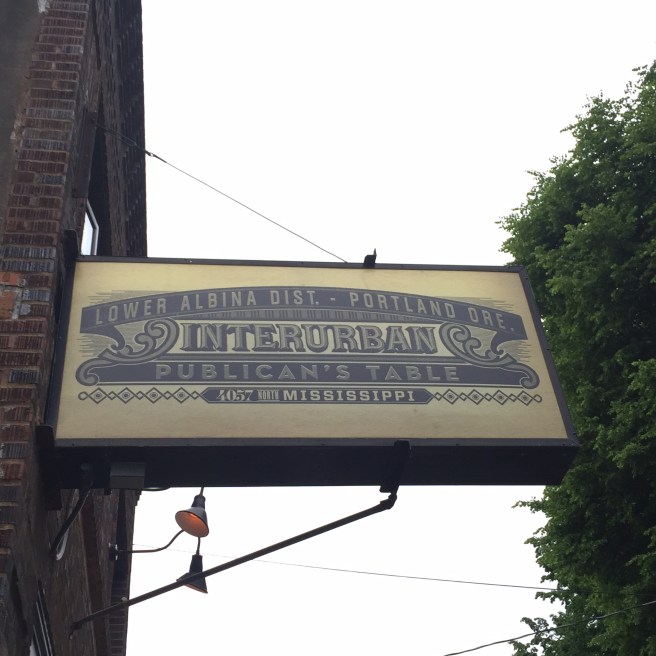 LOWER ALBINA DIST. - PORTLAND ORE.
INTERURBAN
PUBLICAN'S TABLE
4057 NORTH MISSISSIPPI